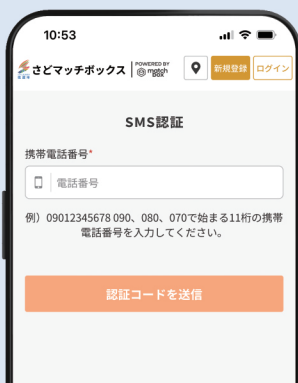 10:53
さどマッチボックス POWERED BY match box 新規登録 ログイン
SMS認証
携帯電話番号*
電話番号
例）09012345678 090、080、070で始まる11桁の携帯
電話番号を入力してください。
認証コードを送信